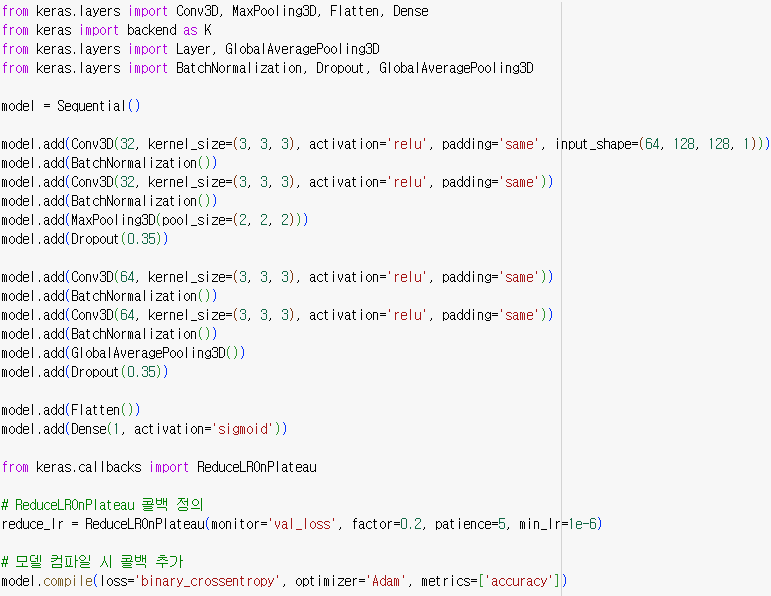 from keras.layers import Conv3D, MaxPooling3D, Flatten, Dense
from keras import backend as K
from keras.layers import Layer, GlobalAveragePooling3D
from keras.layers import BatchNormalization, Dropout, GlobalAveragePooling3D
model = Sequential()
model.add(Conv3D(32, kernel_size=(3, 3, 3), activation='relu', padding='same', input_shape=(64, 128, 128, 1)))
model.add(BatchNormalization())
model.add(Conv3D(32, kernel_size=(3, 3, 3), activation='relu', padding='same'))
model.add(BatchNormalization())
model.add(MaxPooling3D(pool_size=(2, 2, 2)))
model.add(Dropout(0.35))
model.add(Conv3D(64, kernel_size=(3, 3, 3), activation='relu', padding='same'))
model.add(BatchNormalization())
model.add(Conv3D(64, kernel_size=(3, 3, 3), activation='relu', padding='same'))
model.add(BatchNormalization())
model.add(GlobalAveragePooling3D())
model.add(Dropout(0.35))
model.add(Flatten())
model.add(Dense(1, activation='sigmoid'))
from keras.callbacks import ReduceLROnPlateau
# ReduceLROnPlateau 콜백 정의
reduce_lr = ReduceLROnPlateau(monitor='val_loss', factor=0.2, patience=5, min_lr=1e-6)
# 모델 컴파일 시 콜백 추가
model.compile(loss='binary_crossentropy', optimizer='Adam', metrics=['accuracy'])